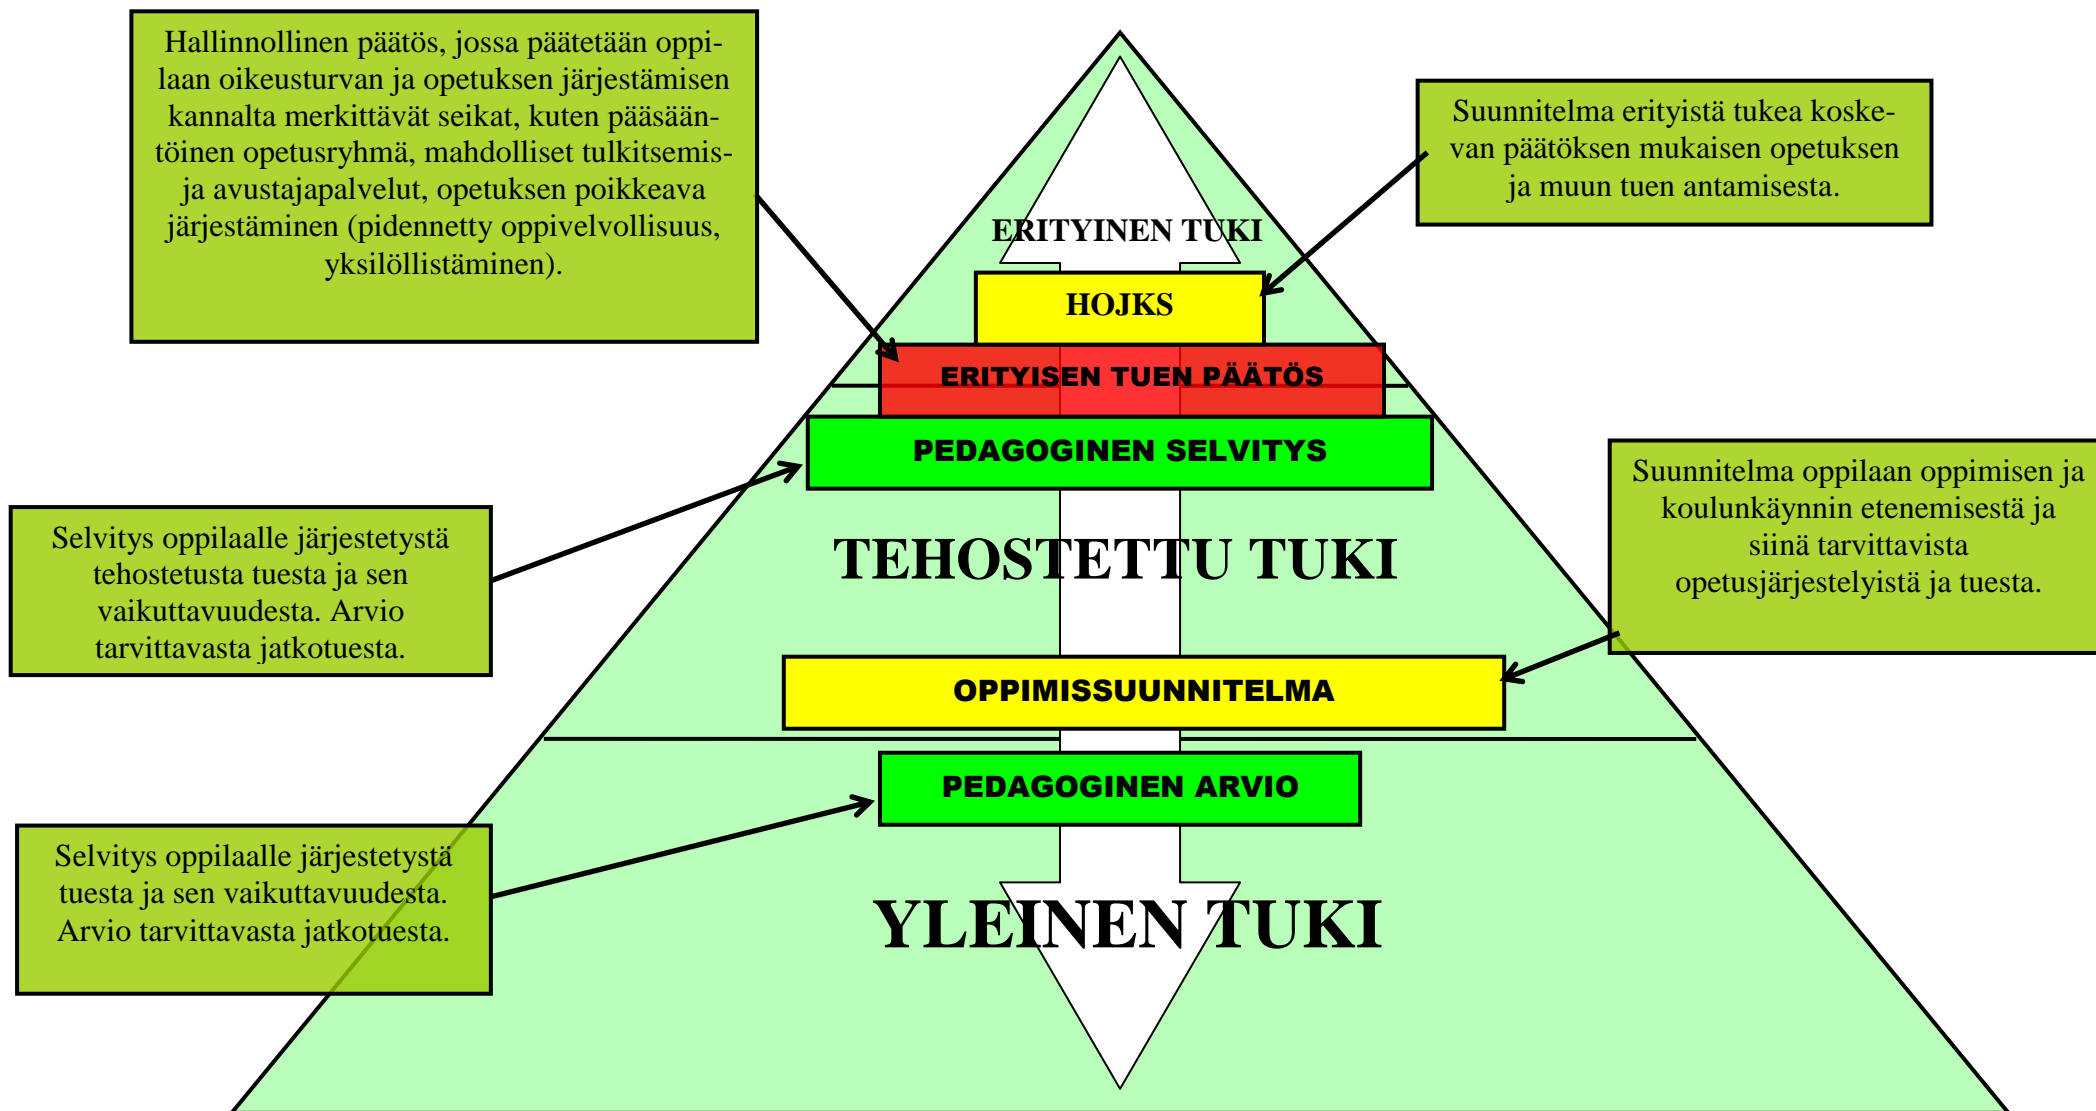 Hallinnollinen päätös, jossa päätetään oppi-
laan oikeusturvan ja opetuksen järjestämisen
kannalta merkittävät seikat, kuten pääsään-
töinen opetusryhmä, mahdolliset tulkitsemis-
ja avustajapalvelut, opetuksen poikkeava
järjestäminen (pidennetty oppivelvollisuus,
yksilöllistäminen).
Suunnitelma erityistä tukea koske-
van päätöksen mukaisen opetuksen
ja muun tuen antamisesta.
ERITYINEN TUKI
HOJKS
ERITYISEN TUEN PÄÄTÖS
PEDAGOGINEN SELVITYS
Suunnitelma oppilaan oppimisen ja
koulunkäynnin etenemisestä ja
siinä tarvittavista
opetusjärjestelyistä ja tuesta.
Selvitys oppilaalle järjestetystä
tehostetusta tuesta ja sen
vaikuttavuudesta. Arvio
tarvittavasta jatkotuesta.
TEHOSTETTU TUKI
OPPIMISSUUNNITELMA
PEDAGOGINEN ARVIO
Selvitys oppilaalle järjestetystä
tuesta ja sen vaikuttavuudesta.
Arvio tarvittavasta jatkotuesta.
YLEINEN TUKI